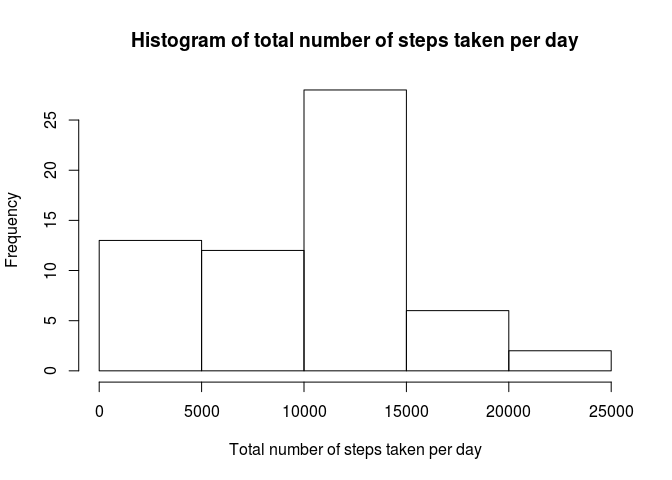 Histogram of total number of steps taken per day
Frequency
25
20
15
10
5
0
0 5000 10000 15000 20000 25000
Total number of steps taken per day